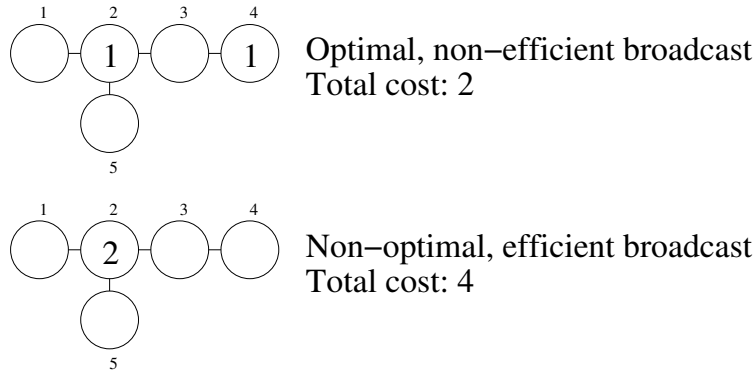 1 2 3 4
1 1
Optimal, non−efficient broadcast
Total cost: 2
5
1 2 3 4
2
Non−optimal, efficient broadcast
Total cost: 4
5